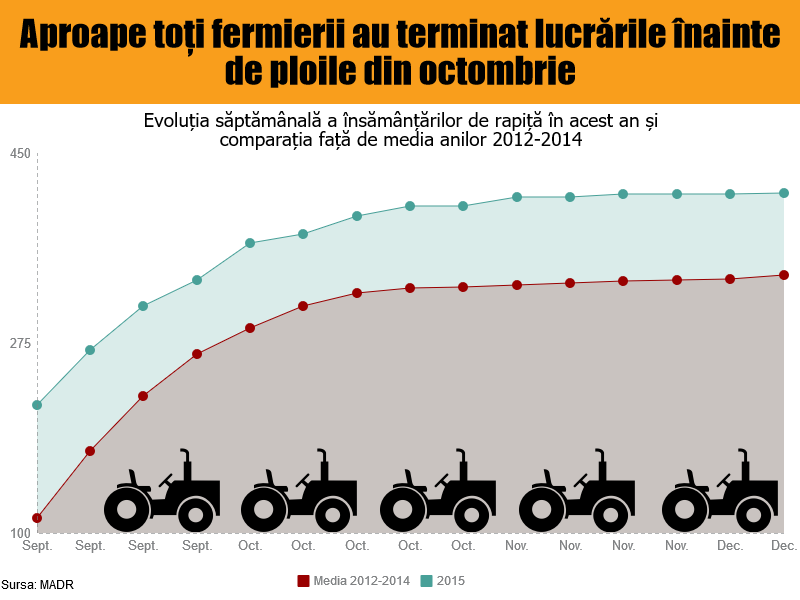 Aproape toți fermierii au terminat lucrările înainte
de ploile din octombrie
Evoluția săptămânală a însămânțărilor de rapiță în acest an și
comparația față de media anilor 2012-2014
450
275
100
Sept. Sept. Sept. Sept. Oct. Oct. Oct. Oct. Oct. Nov. Nov. Nov. Nov. Dec. Dec.
Media 2012-2014 2015
Sursa: MADR